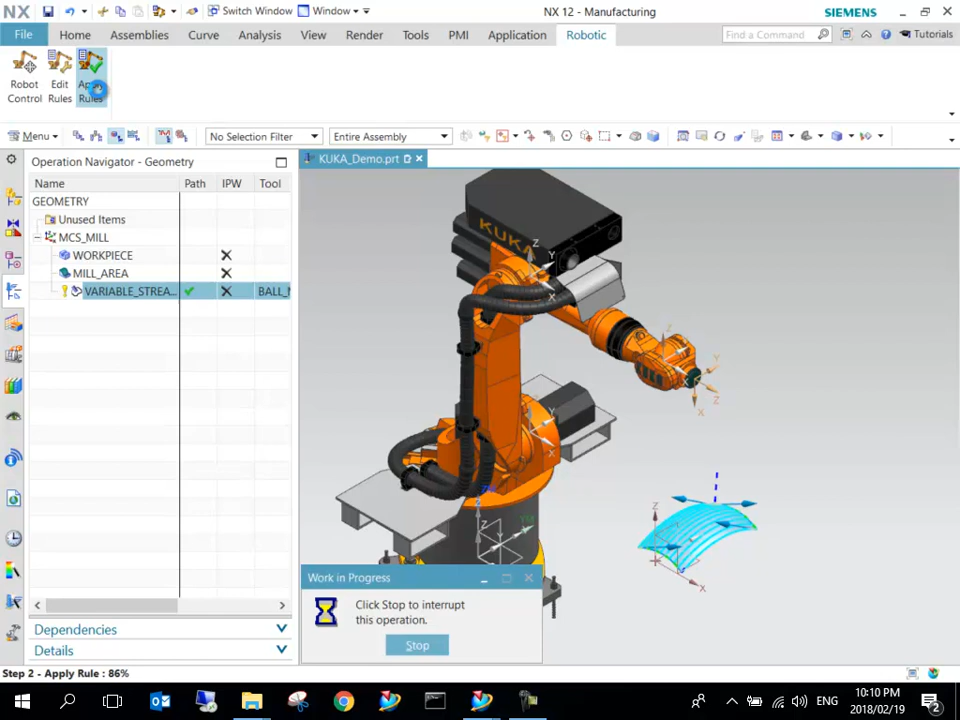 NX
Switch Window
Window
NX 12 - Manufacturing
SIEMENS
File
Home
Assemblies
Curve
Analysis
View
Render
Tools
PMI
Application
Robotic
Find a Command
Tutorials
Robot
Control
Edit
Rules
Rules
Menu
No Selection Filter
Entire Assembly
Operation Navigator - Geometry
KUKA_Demo.prt
Name
Path
IPW
Tool
GEOMETRY
Unused Items
MCS_MILL
WORKPIECE
MILL_AREA
VARIABLE_STREA...
BALL_
KUKA
Z
Y
X
Z
Y
X
Z
Y
X
Z
X
Work in Progress
Click Stop to interrupt
this operation.
Stop
Dependencies
Details
Step 2 - Apply Rule : 86%
ENG
10:10 PM
2018/02/19
2